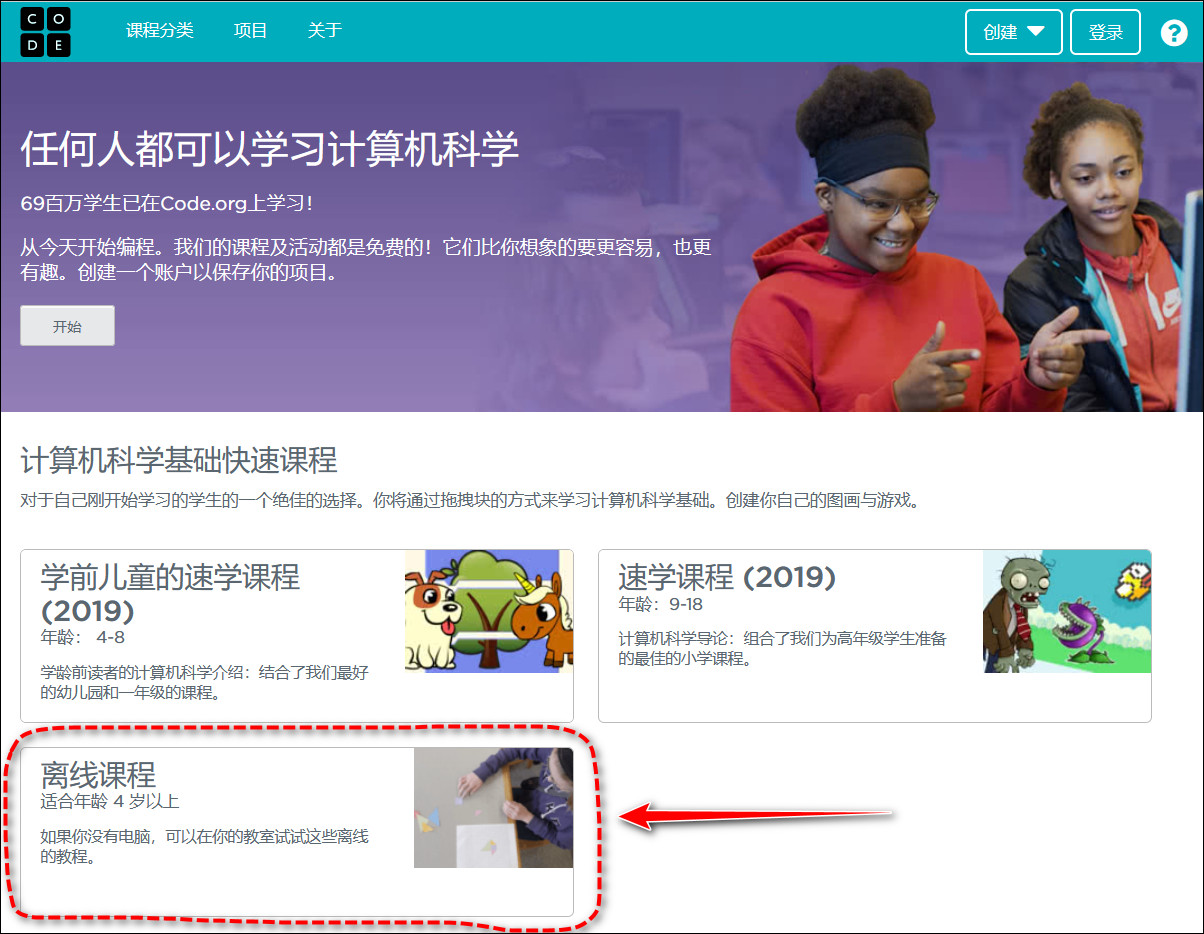 C O
D E
课程分类 项目 关于
创建 登录 ?
任何人都可以学习计算机科学
69百万学生已在Code.org上学习！
从今天开始编程。我们的课程及活动都是免费的！它们比你想象的要更容易，也更
有趣。创建一个账户以保存你的项目。
开始
计算机科学基础快速课程
对于自己刚开始学习的学生的一个绝佳的选择。你将通过拖拽块的方式来学习计算机科学基础。创建你自己的图画与游戏。
学前儿童的速学课程
(2019)
年龄： 4-8
学龄前读者的计算机科学介绍：结合了我们最好
的幼儿园和一年级的课程。
速学课程 (2019)
年龄：9-18
计算机科学导论：组合了我们为高年级学生准备
的最佳的小学课程。
离线课程
适合年龄 4 岁以上
如果你没有电脑，可以在你的教室试试这些离线
的教程。